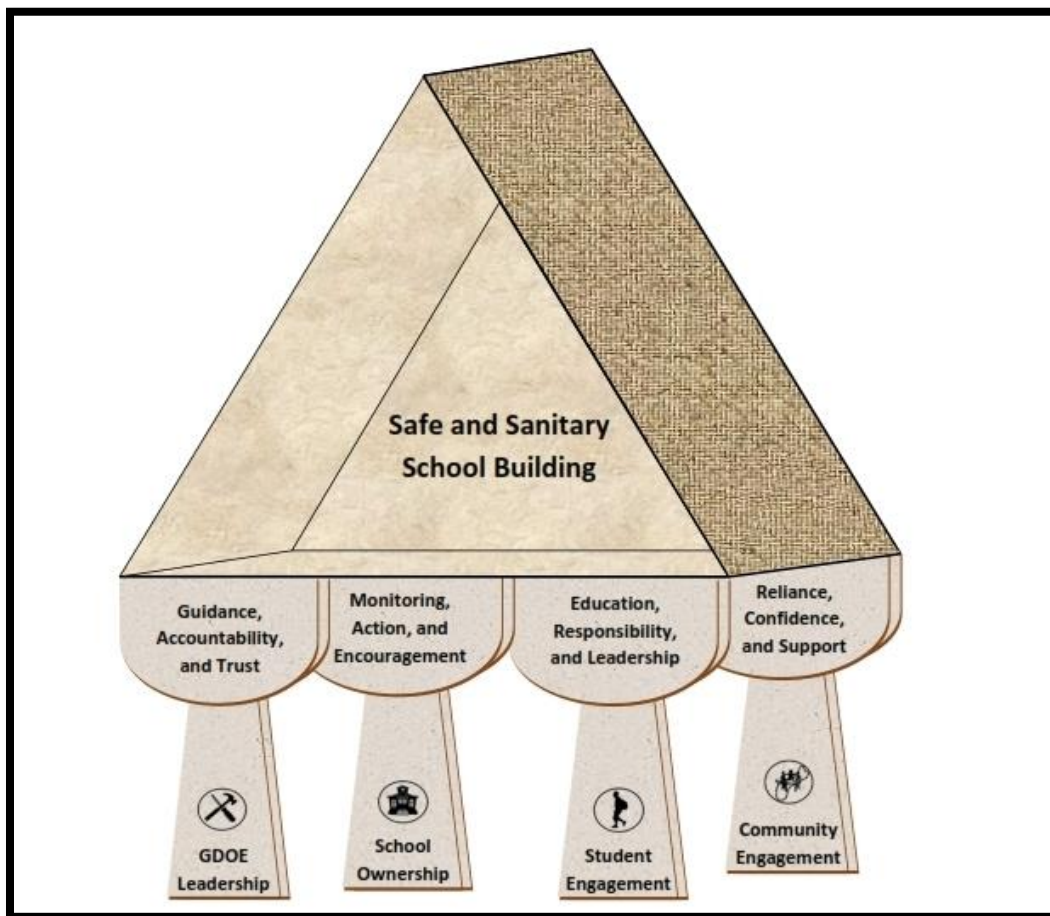 Safe and Sanitary
School Building
Guidance,
Accountability,
and Trust
Monitoring,
Action, and
Encouragement
Education,
Responsibility,
and Leadership
Reliance,
Confidence,
and Support
GDOE
Leadership
School
Ownership
Student
Engagement
Community
Engagement